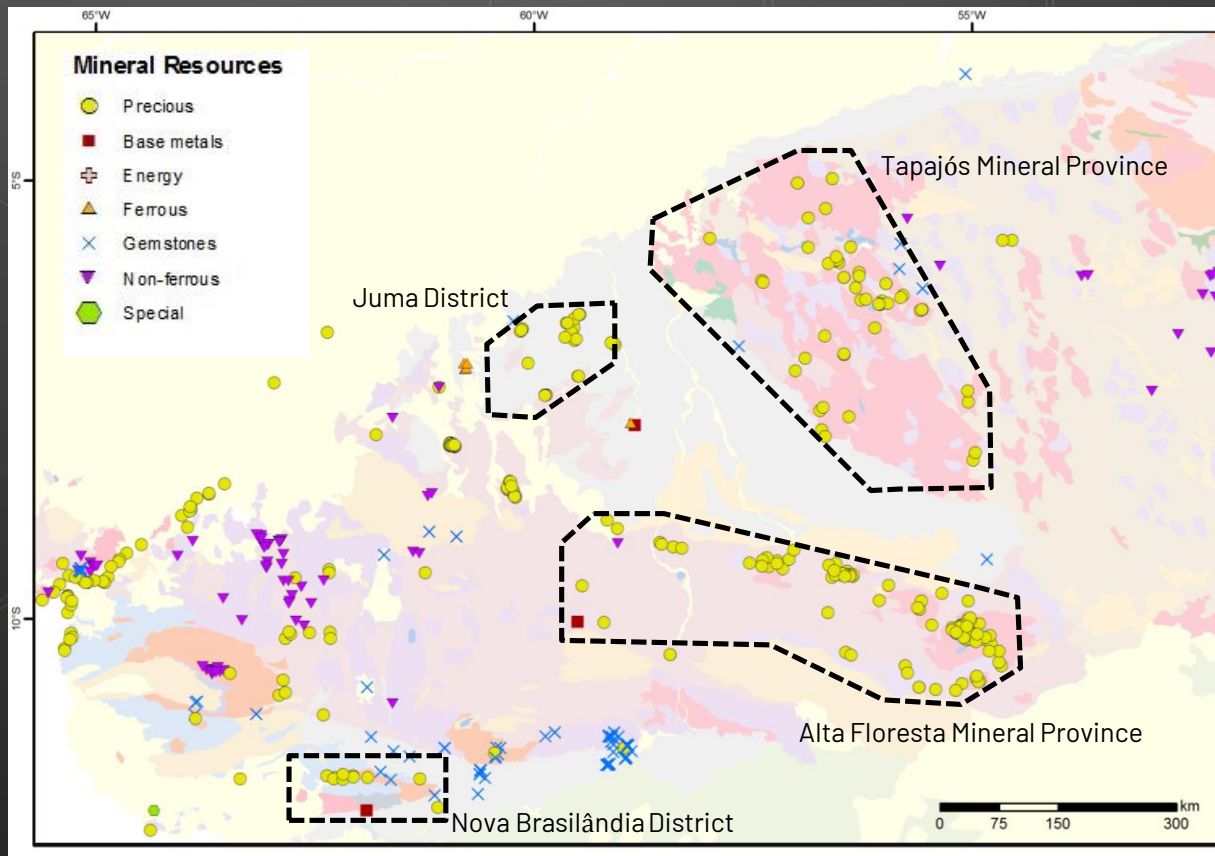 65°W
60°W
55°W
Mineral Resources
Precious
Base metals
Energy
Ferrous
Gemstones
Non-ferrous
Special
5°S
Tapajós Mineral Province
Juma District
10°S
Alta Floresta Mineral Province
Nova Brasilândia District
km
0 75 150 300